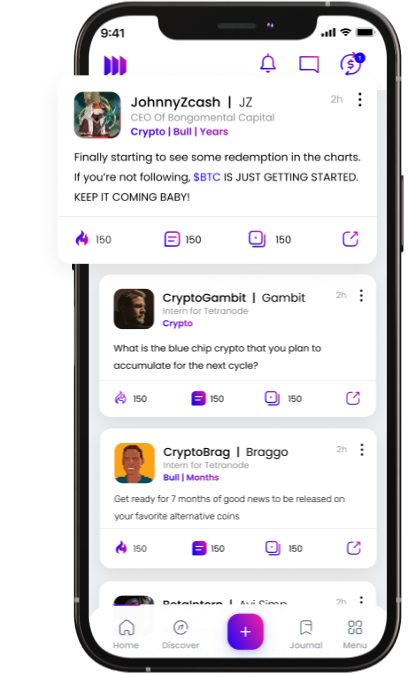 9:41
1
JohnnyZcash | JZ 2h
CEO Of Bongomental Capital
Crypto | Bull | Years
Finally starting to see some redemption in the charts.
If you're not following, $BTC IS JUST GETTING STARTED.
KEEP IT COMING BABY!
150 150 150
CryptoGambit | Gambit 2h
Intern for Tetranode
Crypto
What is the blue chip crypto that you plan to
accumulate for the next cycle?
150 150 150
CryptoBrag | Braggo 2h
Intern for Tetranode
Bull | Months
Get ready for 7 months of good news to be released on
your favorite alternative coins
150 150 150
BetaIntern | Avi Simp 2h
Home Discover Journal Menu